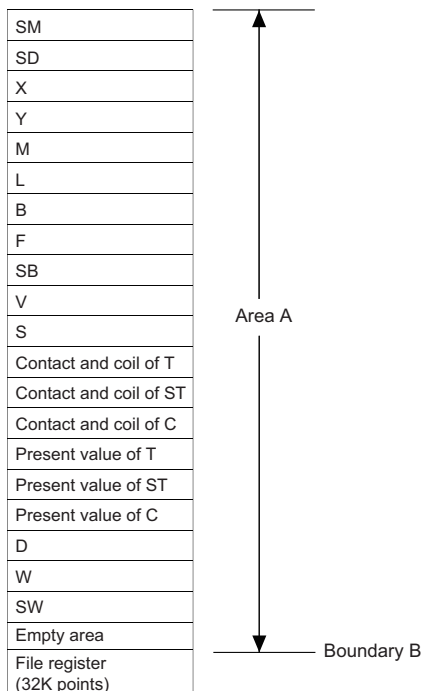 SM
SD
X
Y
M
L
B
F
SB
V
S
Contact and coil of T
Contact and coil of ST
Contact and coil of C
Present value of T
Present value of ST
Present value of C
D
W
SW
Empty area
File register
(32K points)
Area A
Boundary B